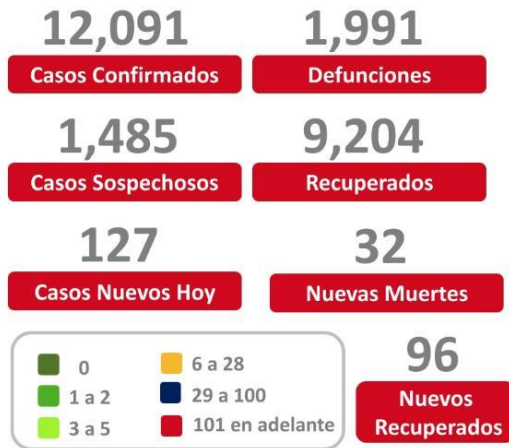 12,091
Casos Confirmados
1,991
Defunciones
1,485
Casos Sospechosos
9,204
Recuperados
127
Casos Nuevos Hoy
32
Nuevas Muertes
0
1 a 2
3 a 5
6 a 28
29 a 100
101 en adelante
96
Nuevos
Recuperados